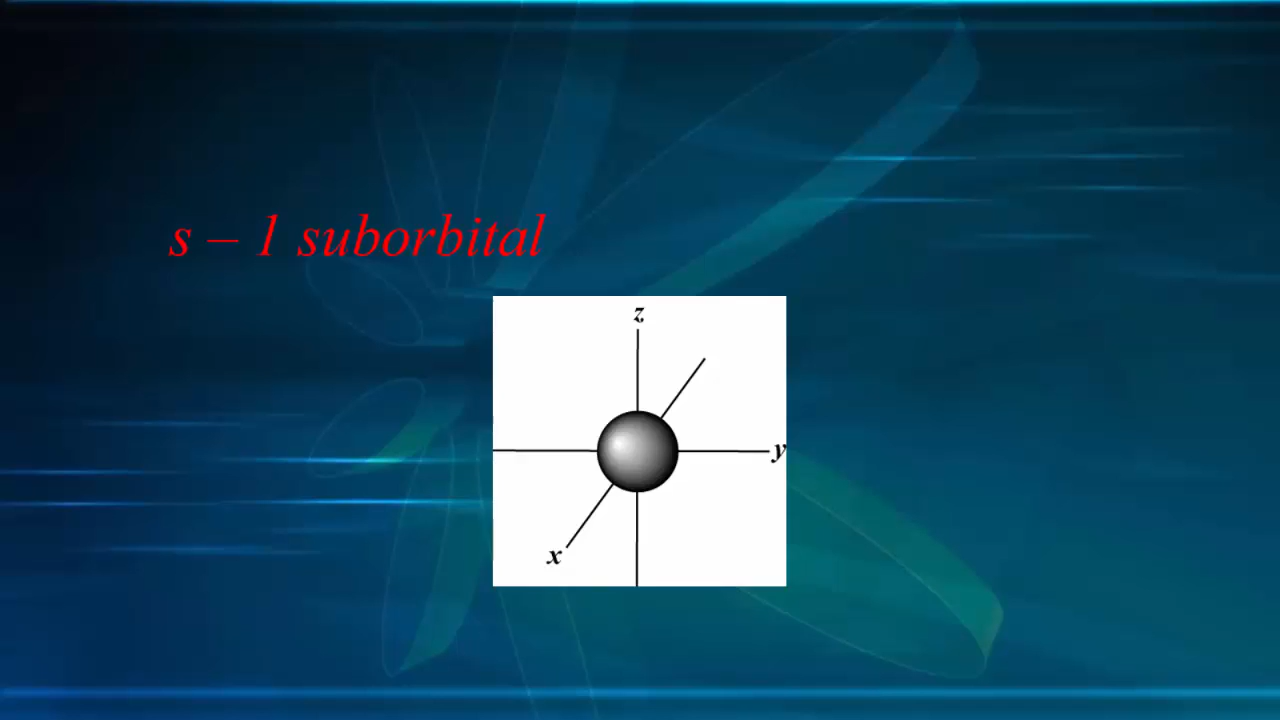 s – 1 suborbital
z
y
x